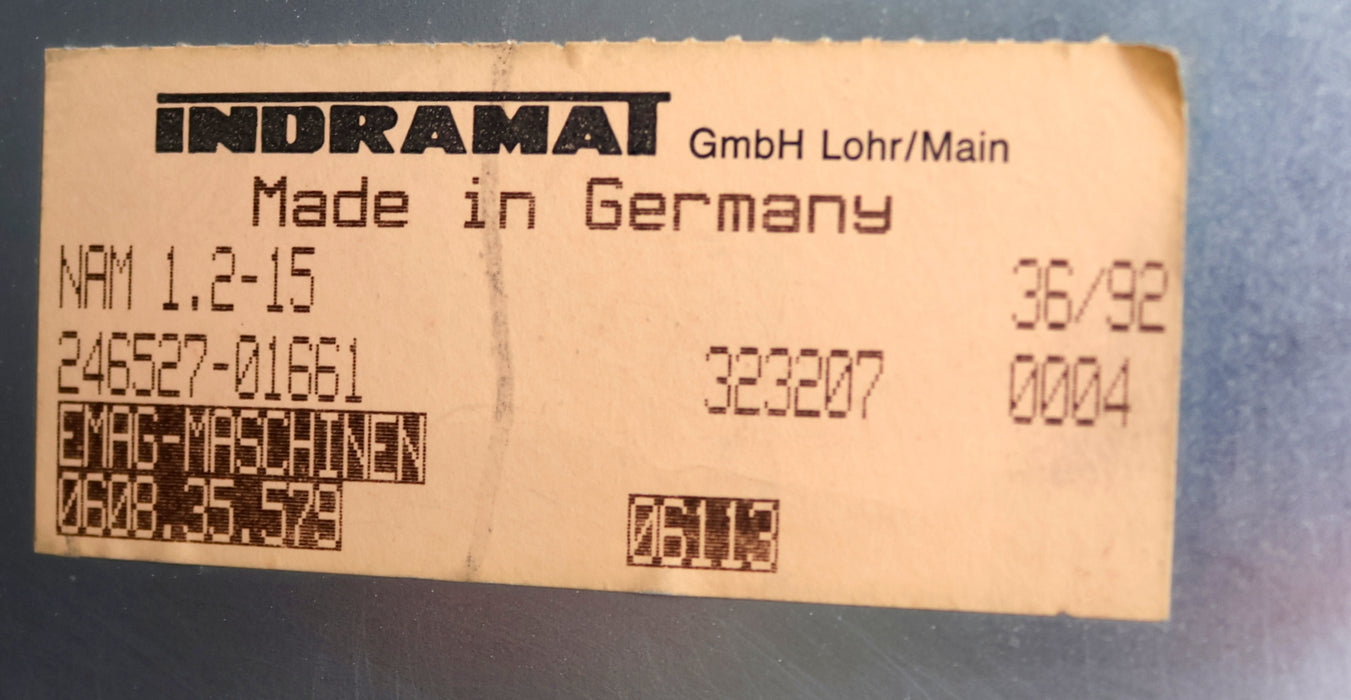 INDRAMAT GmbH Lohr/Main
Made in Germany
NAM 1.2-15 36/92
246527-01661 323207 0004
EMAG-MASCHINEN
0608.35.579 06113